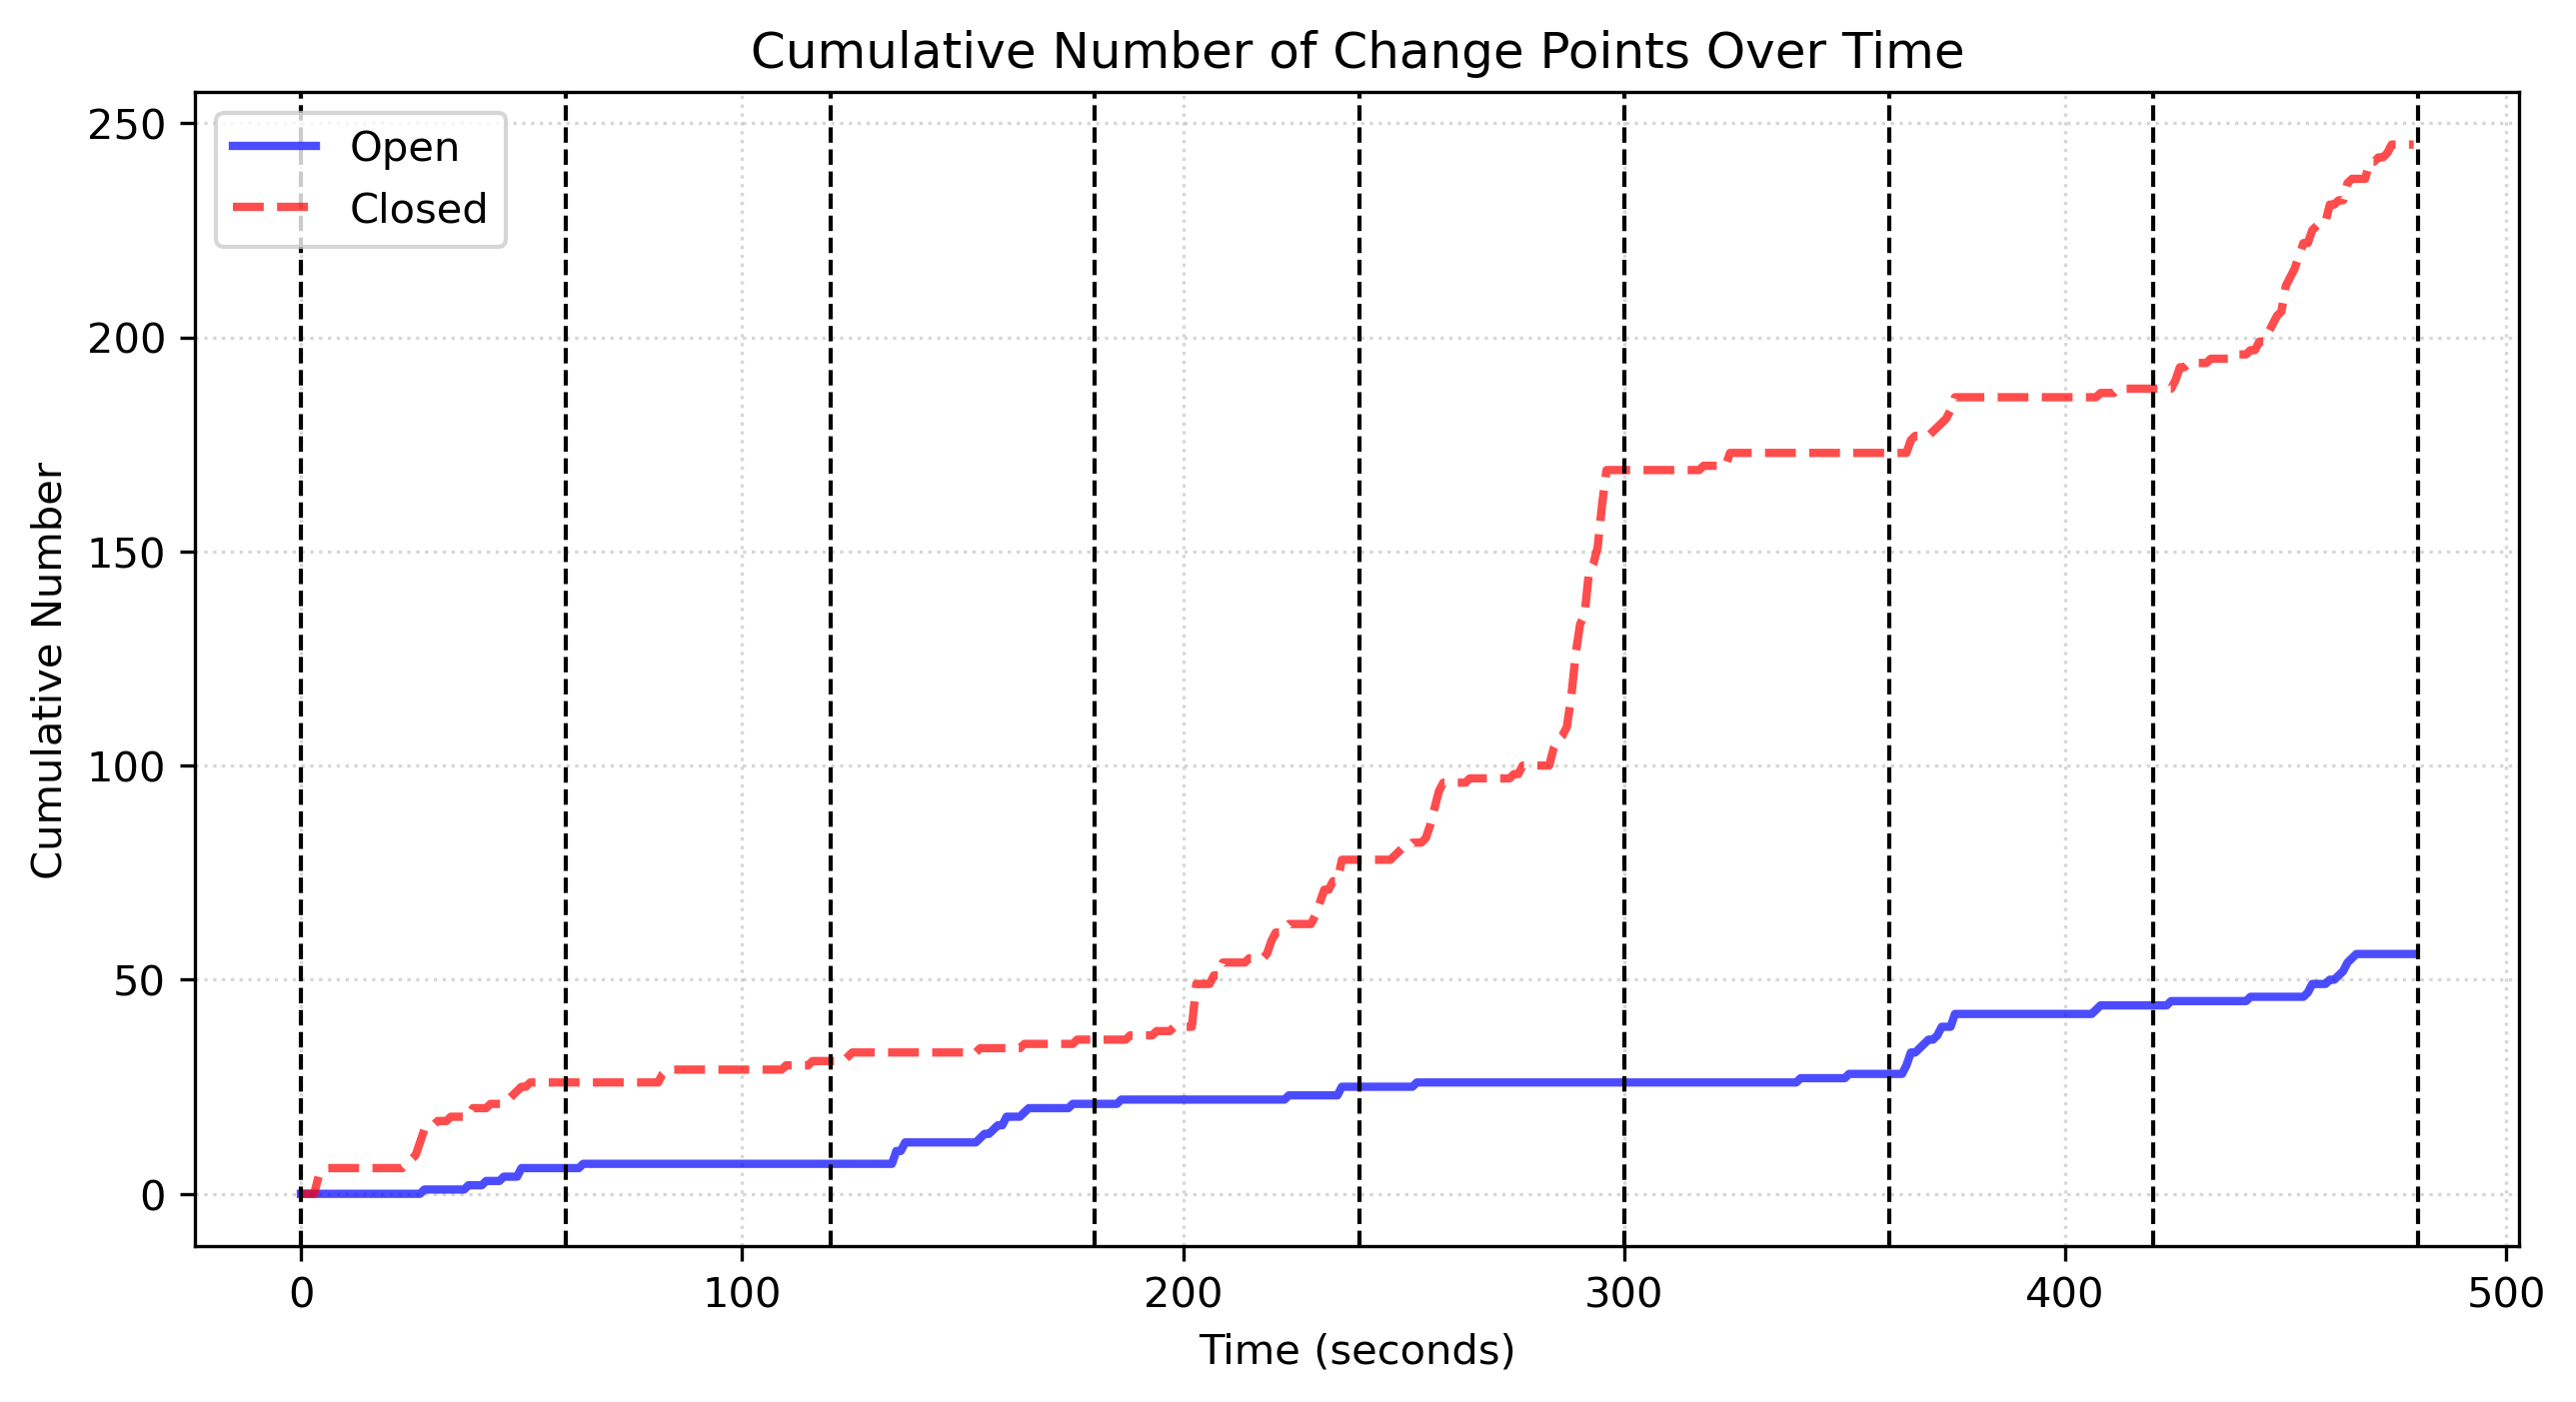 Cumulative Number of Change Points Over Time
Open
Closed
Cumulative Number
250
200
150
100
50
0
0 100 200 300 400 500
Time (seconds)